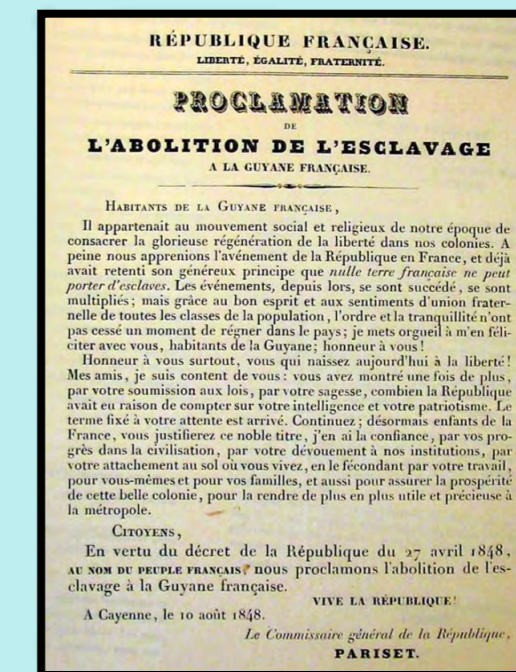 RÉPUBLIQUE FRANÇAISE.
LIBERTÉ, ÉGALITÉ, FRATERNITÉ.
PROCLAMATION
DE
L'ABOLITION DE L'ESCLAVAGE
A LA GUYANE FRANÇAISE.
HABITANTS DE LA GUYANE FRANÇAISE,
Il appartenait au mouvement social et religieux de notre époque de
consacrer la glorieuse régénération de la liberté dans nos colonies. A
peine nous apprenions l'avénement de la République en France, et déjà
avait retenti son généreux principe que nulle terre française ne peut
porter d'esclaves. Les événements, depuis lors, se sont succédé, se sont
multipliés; mais grâce au bon esprit et aux sentiments d'union frater-
nelle de toutes les classes de la population, l'ordre et la tranquillité n'ont
pas cessé un moment de régner dans le pays; je mets orgueil à m'en féli-
citer avec vous, habitants de la Guyane; honneur à vous!
Honneur à vous surtout, vous qui naissez aujourd'hui à la liberté!
Mes amis, je suis content de vous: vous avez montré une fois de plus,
par votre soumission aux lois, par votre sagesse, combien la République
avait eu raison de compter sur votre intelligence et votre patriotisme. Le
terme fixé à votre attente est arrivé. Continuez; désormais enfants de la
France, vous justifierez ce noble titre, j'en ai la confiance, par vos pro-
grès dans la civilisation, par votre dévouement à nos institutions, par
votre attachement au sol où vous vivez, en le fécondant par votre travail,
pour vous-mêmes et pour vos familles, et aussi pour assurer la prospérité
de cette belle colonie, pour la rendre de plus en plus utile et précieuse à
la métropole.
CITOYENS,
En vertu du décret de la République du 27 avril 1848,
AU NOM DU PEUPLE FRANÇAIS, nous proclamons l'abolition de l'es-
clavage à la Guyane française.
VIVE LA RÉPUBLIQUE!
A Cayenne, le 10 août 1848.
Le Commissaire général de la République,
PARISET.